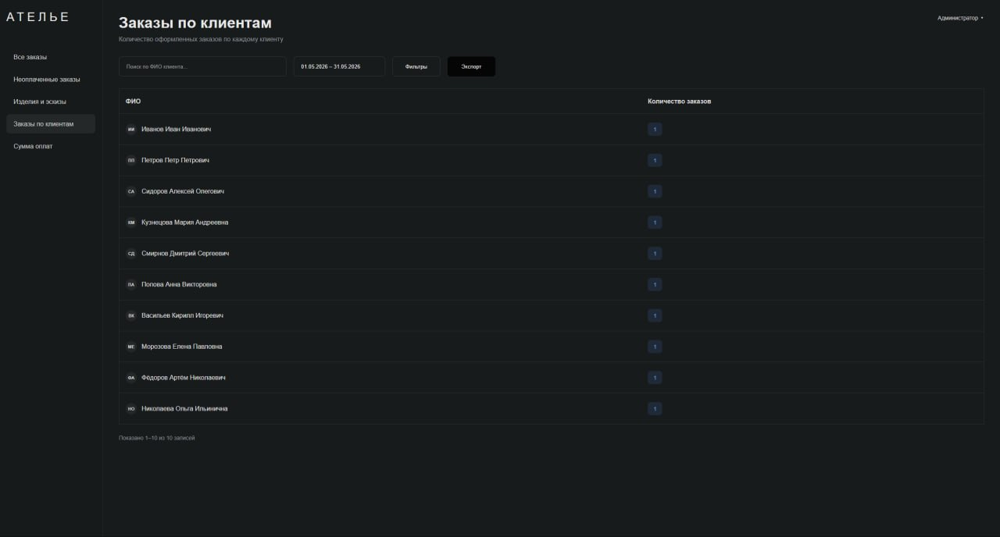 АТЕЛЬЕ
Все заказы
Неоплаченные заказы
Изделия и эскизы
Заказы по клиентам
Сумма оплат
Заказы по клиентам
Количество оформленных заказов по каждому клиенту
Администратор
Поиск по ФИО клиента...
01.05.2026 – 31.05.2026
Фильтры
Экспорт
ФИО Количество заказов
ИИ Иванов Иван Иванович 1
ПП Петров Петр Петрович 1
СА Сидоров Алексей Олегович 1
КМ Кузнецова Мария Андреевна 1
СД Смирнов Дмитрий Сергеевич 1
ПА Попова Анна Викторовна 1
ВК Васильев Кирилл Игоревич 1
МЕ Морозова Елена Павловна 1
ФА Фёдоров Артём Николаевич 1
НО Николаева Ольга Ильинична 1
Показано 1–10 из 10 записей